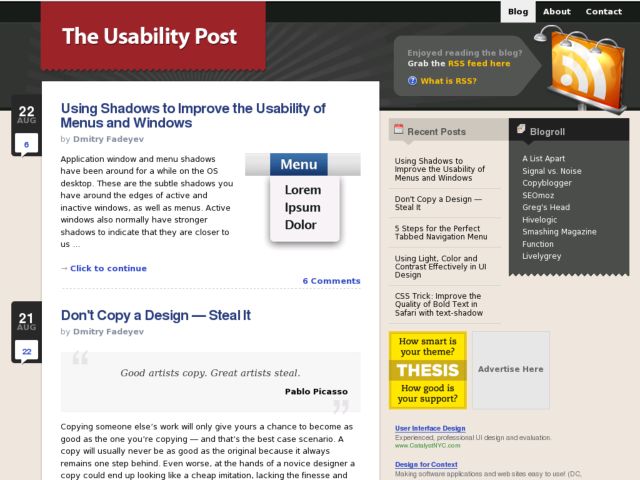 Blog About Contact
The Usability Post
Enjoyed reading the blog?
Grab the RSS feed here
What is RSS?
22
AUG
6
Using Shadows to Improve the Usability of
Menus and Windows
by Dmitry Fadeyev
Application window and menu shadows
have been around for a while on the OS
desktop. These are the subtle shadows you
have around the edges of active and
inactive windows, as well as menus. Active
windows also normally have stronger
shadows to indicate that they are closer to
us ...
Menu
Lorem
Ipsum
Dolor
→ Click to continue
6 Comments
21
AUG
22
Don't Copy a Design — Steal It
by Dmitry Fadeyev
“
Good artists copy. Great artists steal.
Pablo Picasso
”
Copying someone else’s work will only give yours a chance to become as
good as the one you’re copying — and that’s the best case scenario. A
copy will usually never be as good as the original because it always
remains one step behind. Even worse, at the hands of a novice designer a
copy could end up looking like a cheap imitation, lacking the finesse and
Recent Posts
Using Shadows to
Improve the Usability of
Menus and Windows
Don't Copy a Design —
Steal It
5 Steps for the Perfect
Tabbed Navigation Menu
Using Light, Color and
Contrast Effectively in UI
Design
CSS Trick: Improve the
Quality of Bold Text in
Safari with text-shadow
Blogroll
A List Apart
Signal vs. Noise
Copyblogger
SEOmoz
Greg's Head
Hivelogic
Smashing Magazine
Function
Livelygrey
How smart is
your theme?
THESIS
How good is
your support?
Advertise Here
User Interface Design
Experienced, professional UI design and evaluation.
www.CatalystNYC.com
Design for Context
Making software applications and web sites easy to use! (DC,